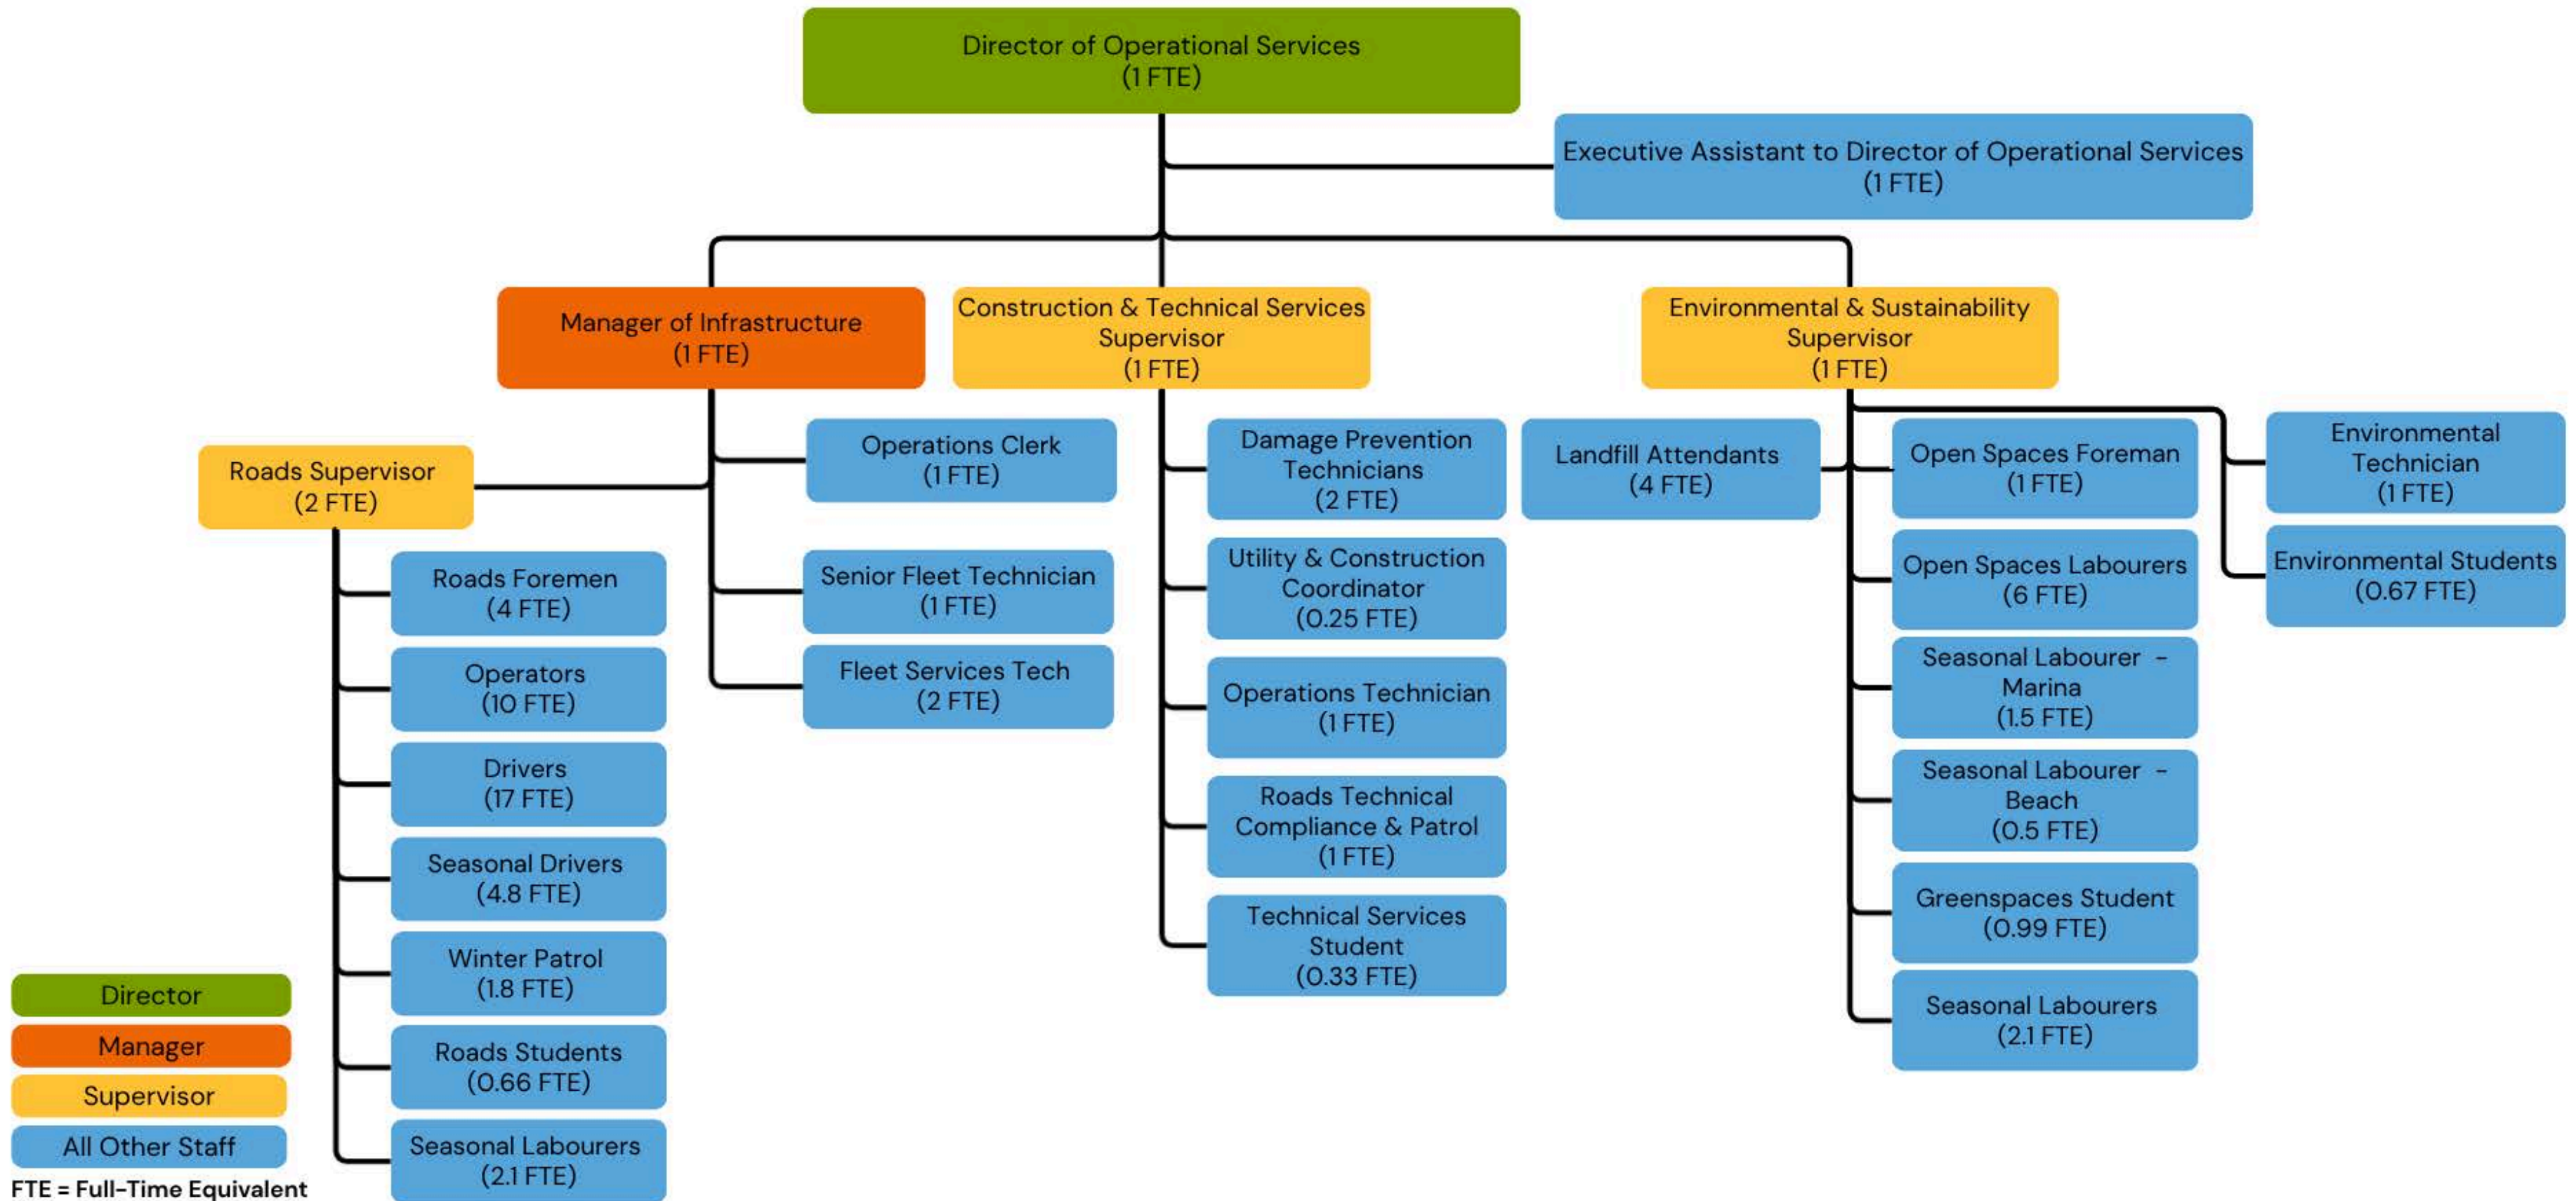 Director of Operational Services
(1 FTE)
Executive Assistant to Director of Operational Services
(1 FTE)
Manager of Infrastructure
(1 FTE)
Construction & Technical Services
Supervisor
(1 FTE)
Environmental & Sustainability
Supervisor
(1 FTE)
Roads Supervisor
(2 FTE)
Roads Foremen
(4 FTE)
Operators
(10 FTE)
Drivers
(17 FTE)
Seasonal Drivers
(4.8 FTE)
Winter Patrol
(1.8 FTE)
Roads Students
(0.66 FTE)
Seasonal Labourers
(2.1 FTE)
Operations Clerk
(1 FTE)
Senior Fleet Technician
(1 FTE)
Fleet Services Tech
(2 FTE)
Damage Prevention
Technicians
(2 FTE)
Utility & Construction
Coordinator
(0.25 FTE)
Operations Technician
(1 FTE)
Roads Technical
Compliance & Patrol
(1 FTE)
Technical Services
Student
(0.33 FTE)
Landfill Attendants
(4 FTE)
Open Spaces Foreman
(1 FTE)
Open Spaces Labourers
(6 FTE)
Seasonal Labourer -
Marina
(1.5 FTE)
Seasonal Labourer -
Beach
(0.5 FTE)
Greenspaces Student
(0.99 FTE)
Seasonal Labourers
(2.1 FTE)
Environmental
Technician
(1 FTE)
Environmental Students
(0.67 FTE)
Director
Manager
Supervisor
All Other Staff
FTE = Full-Time Equivalent